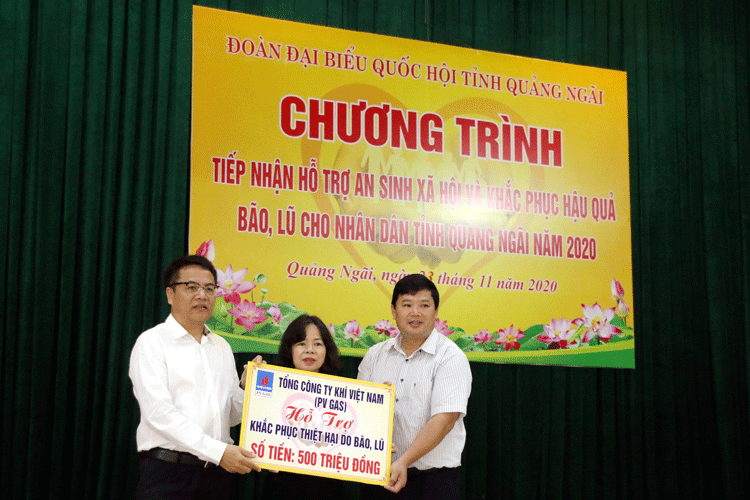 ĐOÀN ĐẠI BIỂU QUỐC HỘI TỈNH QUẢNG NGÃI
CHƯƠNG TRÌNH
TIẾP NHẬN HỖ TRỢ AN SINH XÃ HỘI VÀ KHẮC PHỤC HẬU QUẢ
BÃO, LŨ CHO NHÂN DÂN TỈNH QUẢNG NGÃI NĂM 2020
Quảng Ngãi, ngày 23 tháng 11 năm 2020
TỔNG CÔNG TY KHÍ VIỆT NAM
(PV GAS)
Hỗ Trợ
KHẮC PHỤC THIỆT HẠI DO BÃO, LŨ
SỐ TIỀN: 500 TRIỆU ĐỒNG